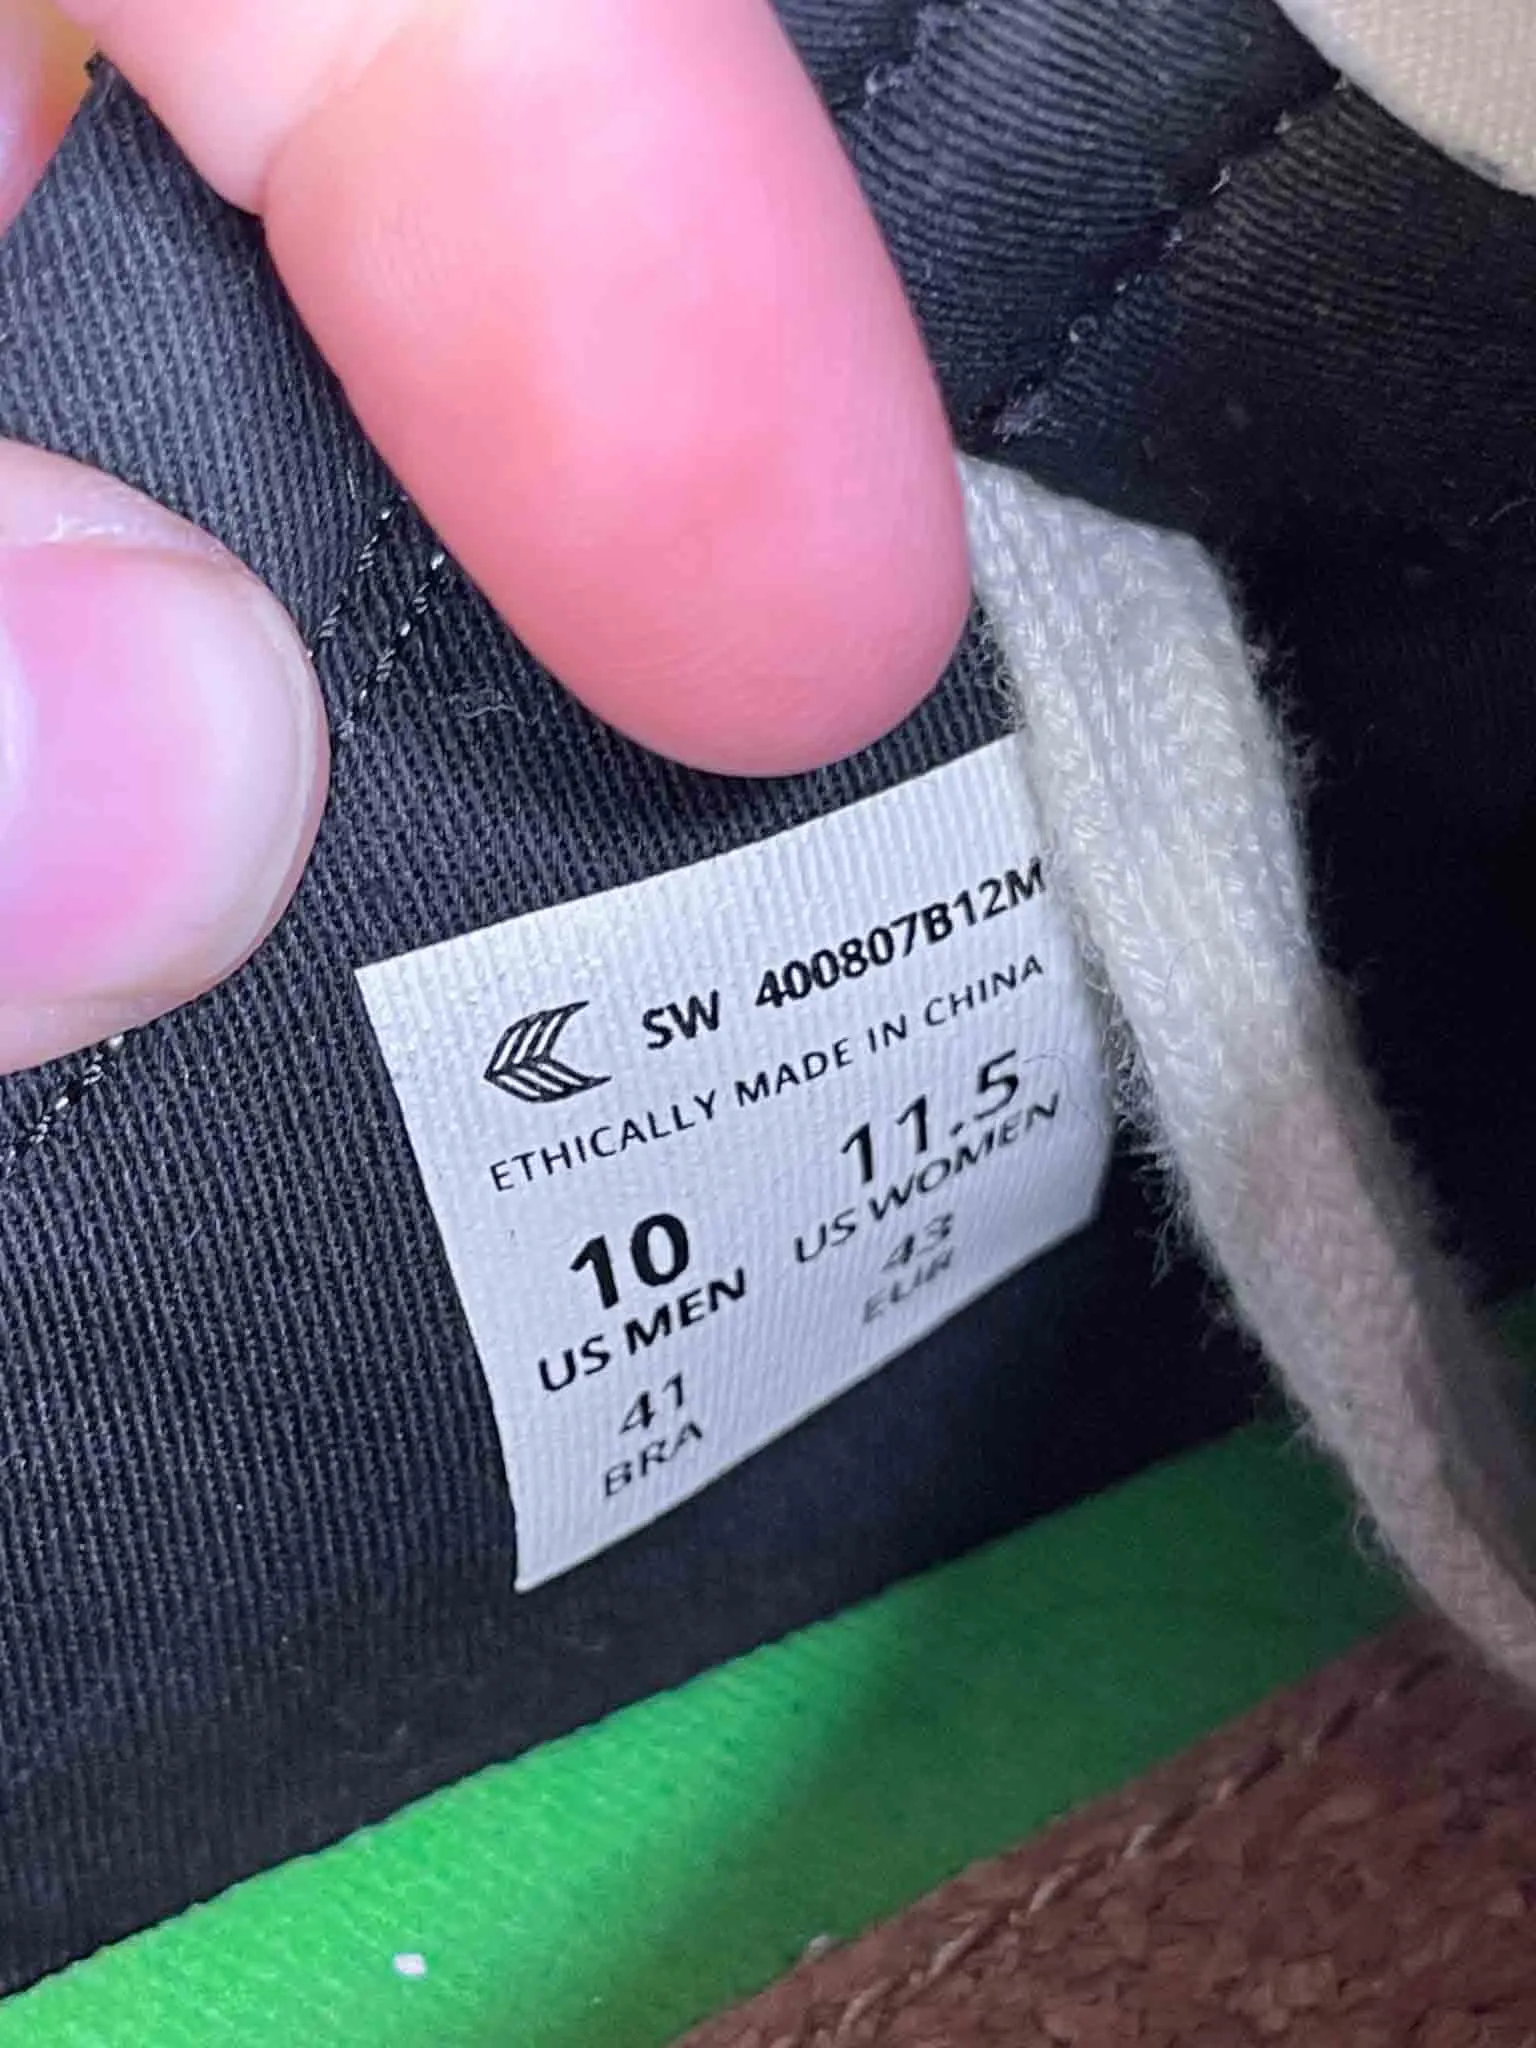 SW 400807B12M
ETHICALLY MADE IN CHINA
10
US MEN
11.5
US WOMEN
41
BRA
43
EUR